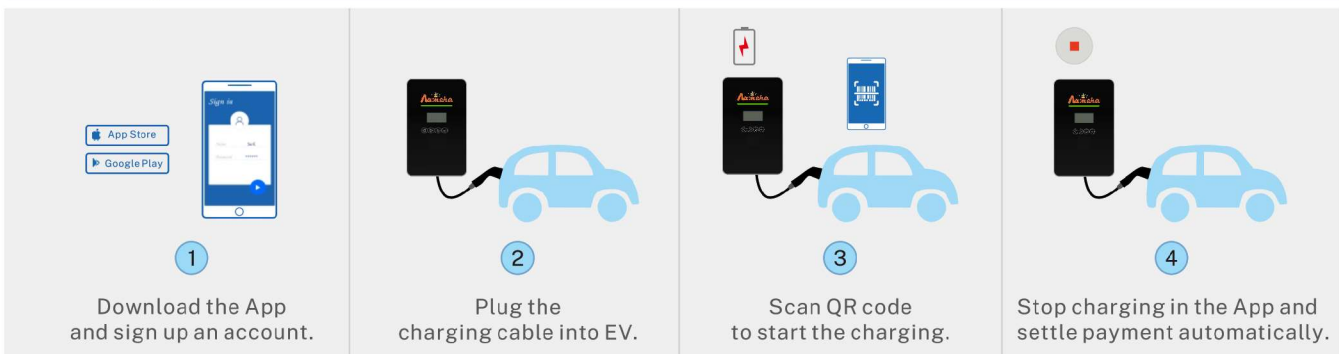 App Store
Google Play
Sign in
1
Download the App
and sign up an account.
2
Plug the
charging cable into EV.
3
Scan QR code
to start the charging.
4
Stop charging in the App and
settle payment automatically.